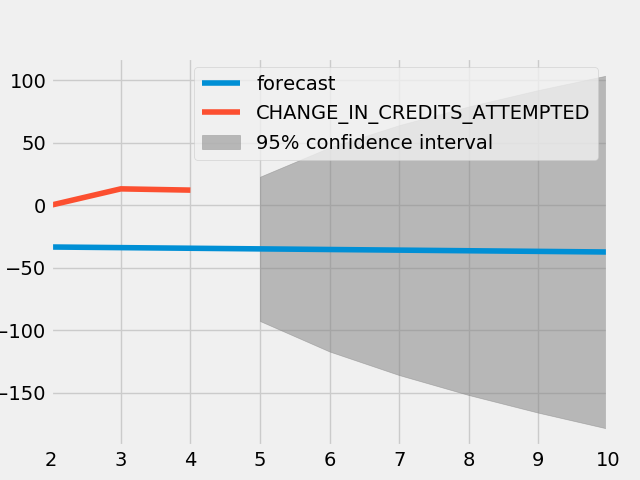 100
50
0
−50
−100
−150
forecast
CHANGE_IN_CREDITS_ATTEMPTED
95% confidence interval
2 3 4 5 6 7 8 9 10